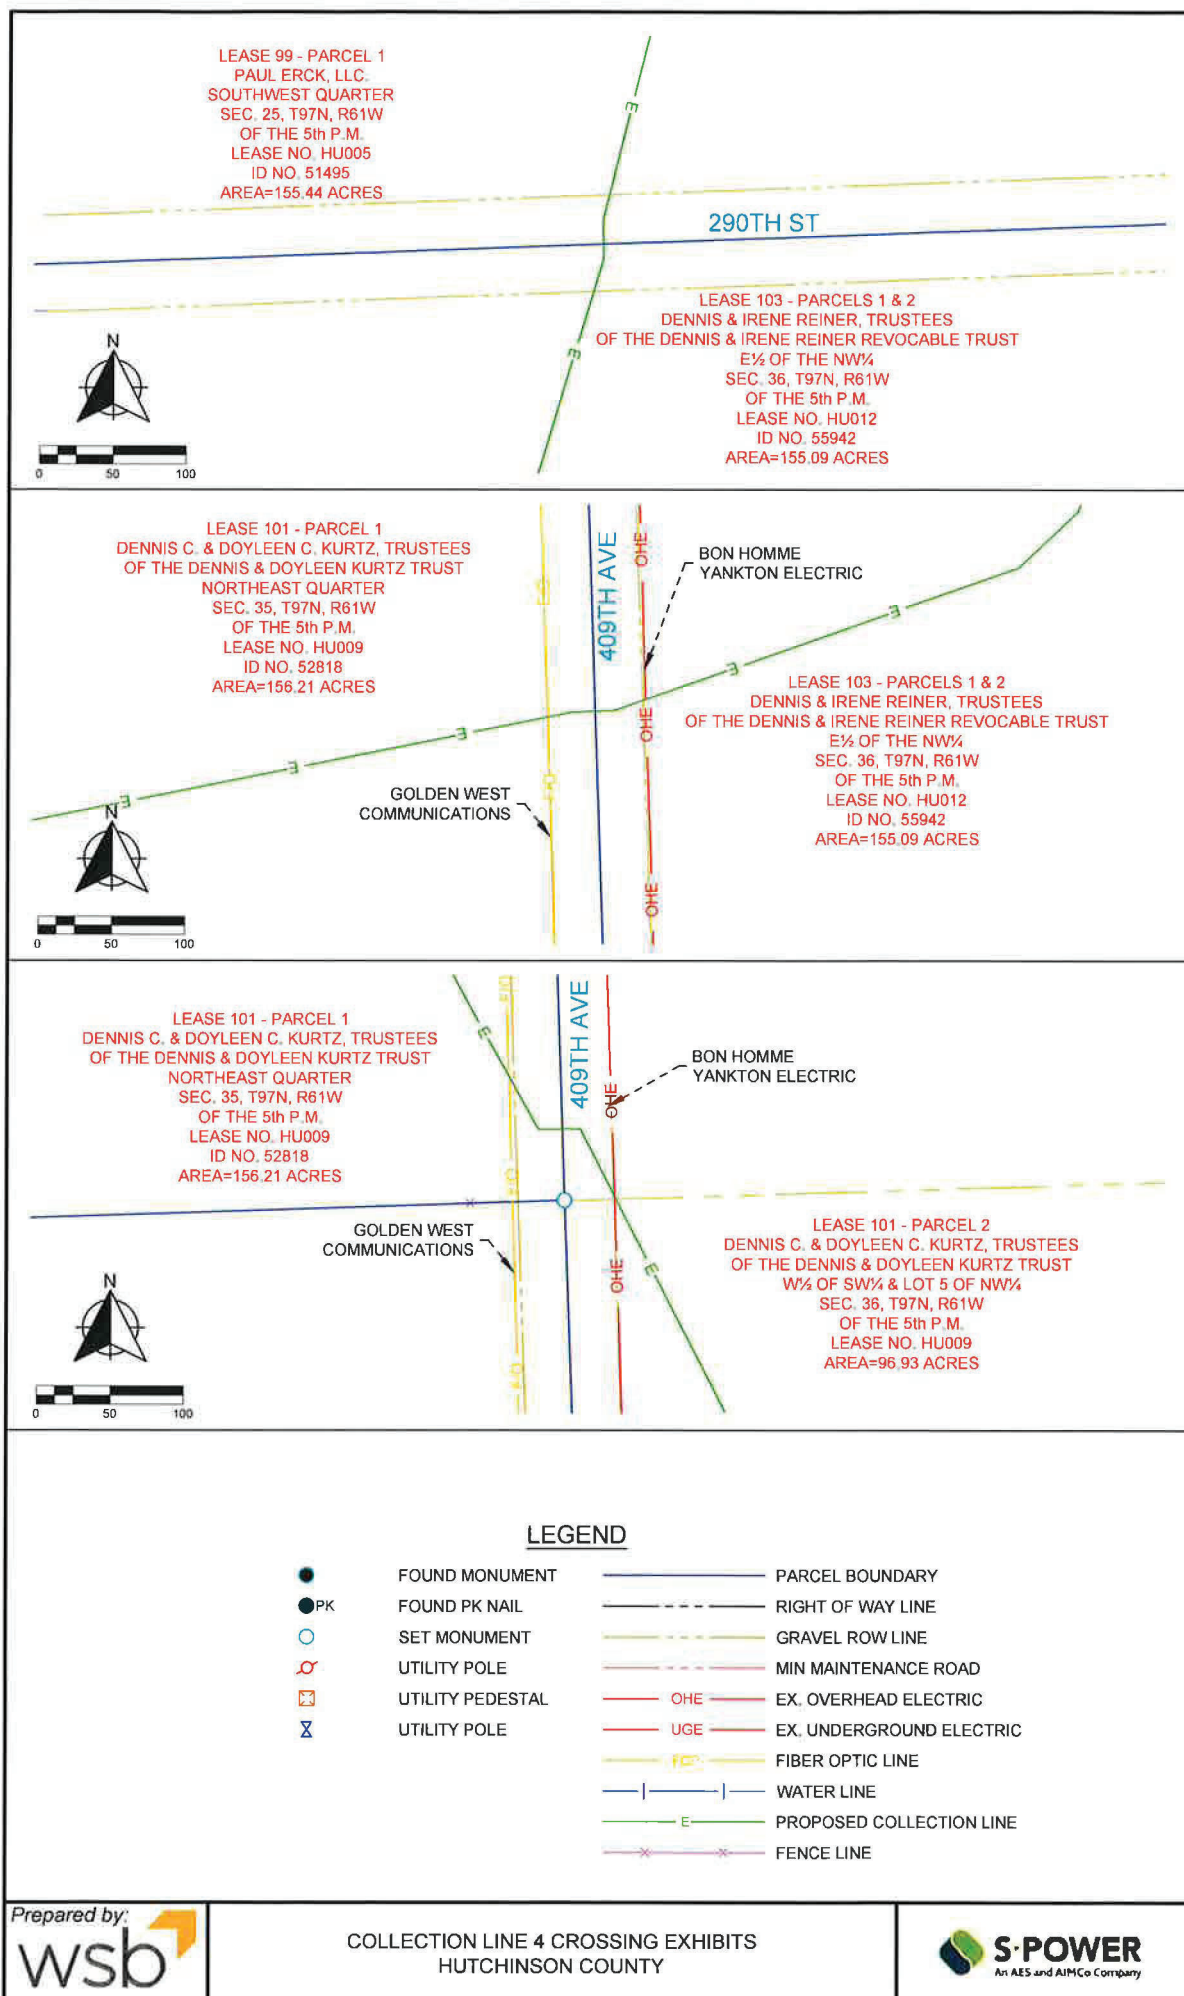 LEASE 99 - PARCEL 1
PAUL ERCK, LLC.
SOUTHWEST QUARTER
SEC. 25, T97N, R61W
OF THE 5th P.M.
LEASE NO. HU005
ID NO. 51495
AREA=155.44 ACRES
E
290TH ST
LEASE 103 - PARCELS 1 & 2
DENNIS & IRENE REINER, TRUSTEES
OF THE DENNIS & IRENE REINER REVOCABLE TRUST
E½ OF THE NW¼
SEC. 36, T97N, R61W
OF THE 5th P.M.
LEASE NO. HU012
ID NO. 55942
AREA=155.09 ACRES
E
N
0 50 100
LEASE 101 - PARCEL 1
DENNIS C. & DOYLEEN C. KURTZ, TRUSTEES
OF THE DENNIS & DOYLEEN KURTZ TRUST
NORTHEAST QUARTER
SEC. 35, T97N, R61W
OF THE 5th P.M.
LEASE NO. HU009
ID NO. 52818
AREA=156.21 ACRES
409TH AVE
OHE
BON HOMME
YANKTON ELECTRIC
E
E
LEASE 103 - PARCELS 1 & 2
DENNIS & IRENE REINER, TRUSTEES
OF THE DENNIS & IRENE REINER REVOCABLE TRUST
E½ OF THE NW¼
SEC. 36, T97N, R61W
OF THE 5th P.M.
LEASE NO. HU012
ID NO. 55942
AREA=155.09 ACRES
OHE
OHE
E
E
E
GOLDEN WEST
COMMUNICATIONS
N
0 50 100
LEASE 101 - PARCEL 1
DENNIS C. & DOYLEEN C. KURTZ, TRUSTEES
OF THE DENNIS & DOYLEEN KURTZ TRUST
NORTHEAST QUARTER
SEC. 35, T97N, R61W
OF THE 5th P.M.
LEASE NO. HU009
ID NO. 52818
AREA=156.21 ACRES
E
409TH AVE
OHE
BON HOMME
YANKTON ELECTRIC
GOLDEN WEST
COMMUNICATIONS
OHE
E
LEASE 101 - PARCEL 2
DENNIS C. & DOYLEEN C. KURTZ, TRUSTEES
OF THE DENNIS & DOYLEEN KURTZ TRUST
W½ OF SW¼ & LOT 5 OF NW¼
SEC. 36, T97N, R61W
OF THE 5th P.M.
LEASE NO. HU009
AREA=96.93 ACRES
N
0 50 100
LEGEND
FOUND MONUMENT
PK FOUND PK NAIL
SET MONUMENT
UTILITY POLE
UTILITY PEDESTAL
UTILITY POLE
PARCEL BOUNDARY
RIGHT OF WAY LINE
GRAVEL ROW LINE
MIN MAINTENANCE ROAD
OHE EX. OVERHEAD ELECTRIC
UGE EX. UNDERGROUND ELECTRIC
FIBER OPTIC LINE
WATER LINE
E PROPOSED COLLECTION LINE
FENCE LINE
Prepared by:
wsb
COLLECTION LINE 4 CROSSING EXHIBITS
HUTCHINSON COUNTY
S·POWER
An AES and AIMCo Company